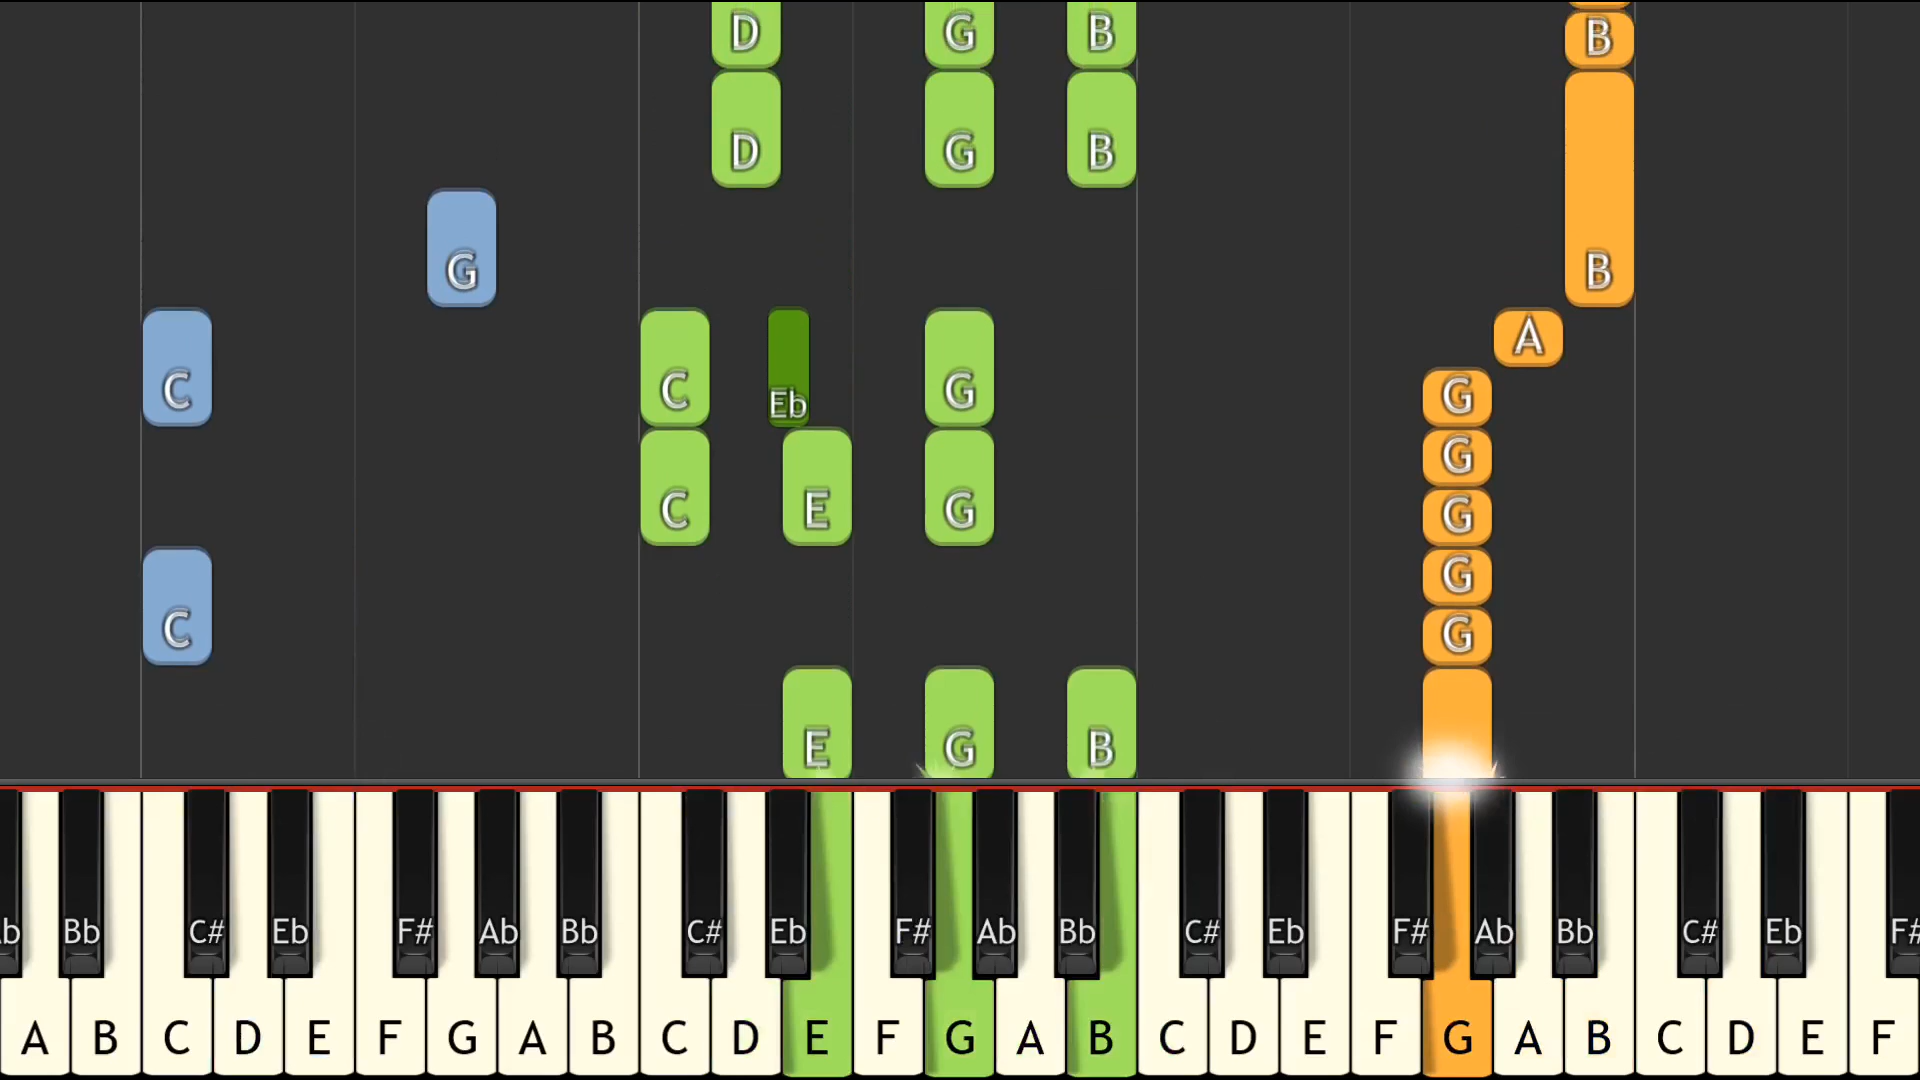 D G B B
D G B
G B
C C Eb G A
G
C E G G
G
G
C G
E G B
b Bb C# Eb F# Ab Bb C# Eb F# Ab Bb C# Eb F# Ab Bb C# Eb F#
A B C D E F G A B C D E F G A B C D E F G A B C D E F